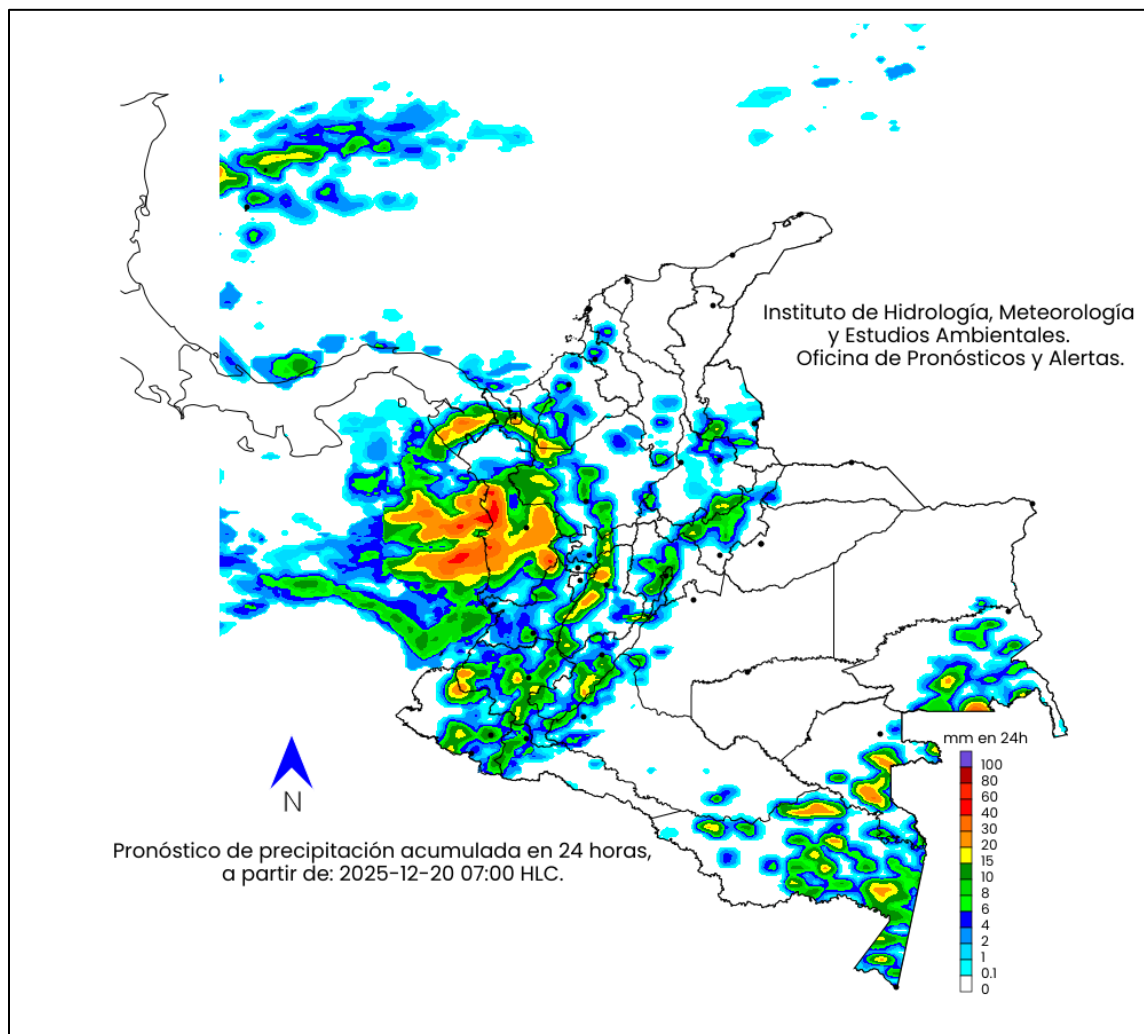 Instituto de Hidrología, Meteorología
y Estudios Ambientales.
Oficina de Pronósticos y Alertas.
mm en 24h
100
80
60
40
30
20
15
10
8
6
4
2
1
0.1
0
N
Pronóstico de precipitación acumulada en 24 horas,
a partir de: 2025-12-20 07:00 HLC.